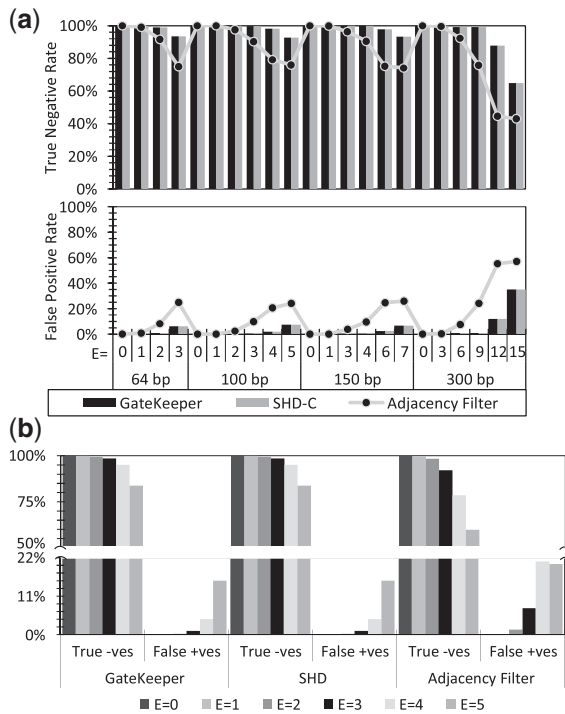 (a)
True Negative Rate
100%
80%
60%
40%
20%
0%
False Positive Rate
100%
80%
60%
40%
20%
0%
E= 0 1 2 3 0 1 2 3 4 5 0 1 3 4 6 7 0 3 6 9 12 15
64 bp 100 bp 150 bp 300 bp
GateKeeper SHD-C Adjacency Filter
(b)
100%
75%
50%
22%
11%
0%
True -ves False +ves True -ves False +ves True -ves False +ves
GateKeeper SHD Adjacency Filter
E=0 E=1 E=2 E=3 E=4 E=5